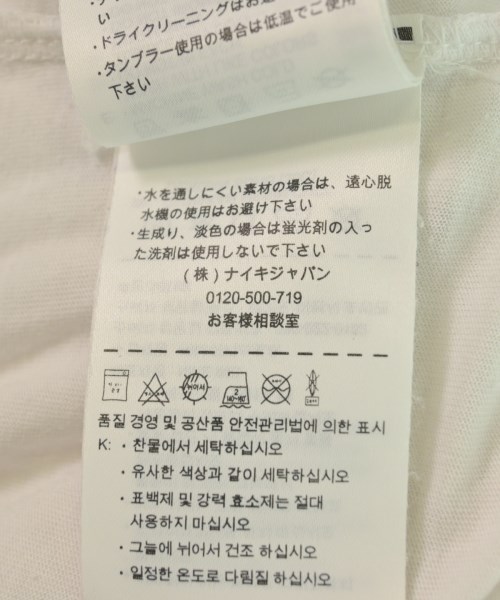 い
・ドライクリーニングはお避
・タンブラー使用の場合は低温でご使用
下さい
・水を通しにくい素材の場合は、遠心脱
水機の使用はお避け下さい
・生成り、淡色の場合は蛍光剤の入っ
た洗剤は使用しないで下さい
(株)ナイキジャパン
0120-500-719
お客様相談室
품질 경영 및 공산품 안전관리법에 의한 표시
K: · 찬물에서 세탁하십시오
· 유사한 색상과 같이 세탁하십시오
· 표백제 및 강력 효소제는 절대
사용하지 마십시오
· 그늘에 뉘어서 건조 하십시오
· 일정한 온도로 다림질 하십시오